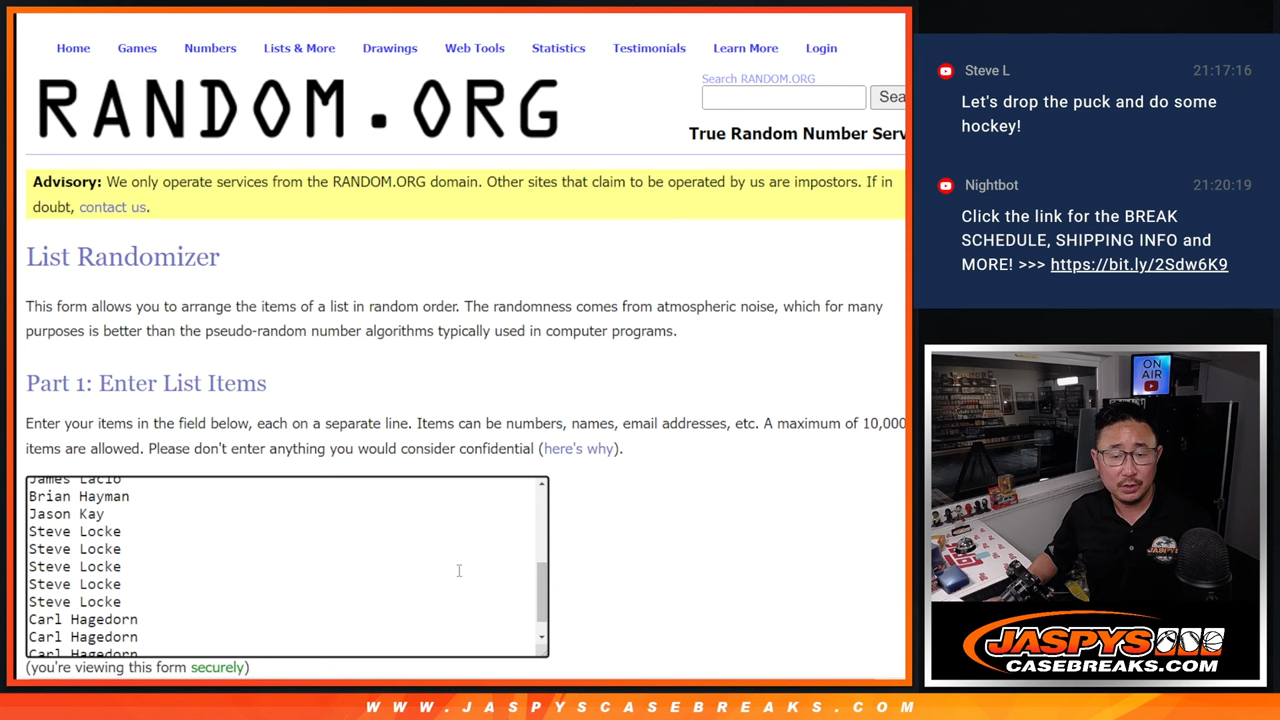 Home Games Numbers Lists & More Drawings Web Tools Statistics Testimonials Learn More Login
RANDOM.ORG
Search RANDOM.ORG
Sea
True Random Number Serv
Advisory: We only operate services from the RANDOM.ORG domain. Other sites that claim to be operated by us are impostors. If in
doubt, contact us.
List Randomizer
This form allows you to arrange the items of a list in random order. The randomness comes from atmospheric noise, which for many
purposes is better than the pseudo-random number algorithms typically used in computer programs.
Part 1: Enter List Items
Enter your items in the field below, each on a separate line. Items can be numbers, names, email addresses, etc. A maximum of 10,000
items are allowed. Please don't enter anything you would consider confidential (here's why).
James
Brian Hayman
Jason Kay
Steve Locke
Steve Locke
Steve Locke
Steve Locke
Steve Locke
Carl Hagedorn
Carl Hagedorn
Carl Hagedorn
(you're viewing this form securely)
Steve L 21:17:16
Let's drop the puck and do some
hockey!
Nightbot 21:20:19
Click the link for the BREAK
SCHEDULE, SHIPPING INFO and
MORE! >>> https://bit.ly/2Sdw6K9
ON
AIR
JASPYS
JASPYS
CASEBREAKS.COM
WWW.JASPYSCASEBREAKS.COM